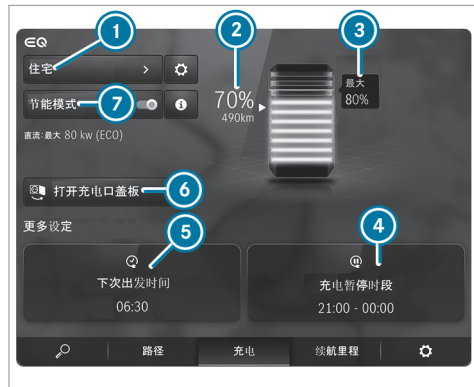 1
2
3
EQ
住宅
最大
80%
节能模式
7
70%
490km
直流: 最大 80 kw (ECO)
打开充电口盖板
6
更多设定
5
4
下次出发时间
06:30
充电暂停时段
21:00 - 00:00
路径
充电
续航里程